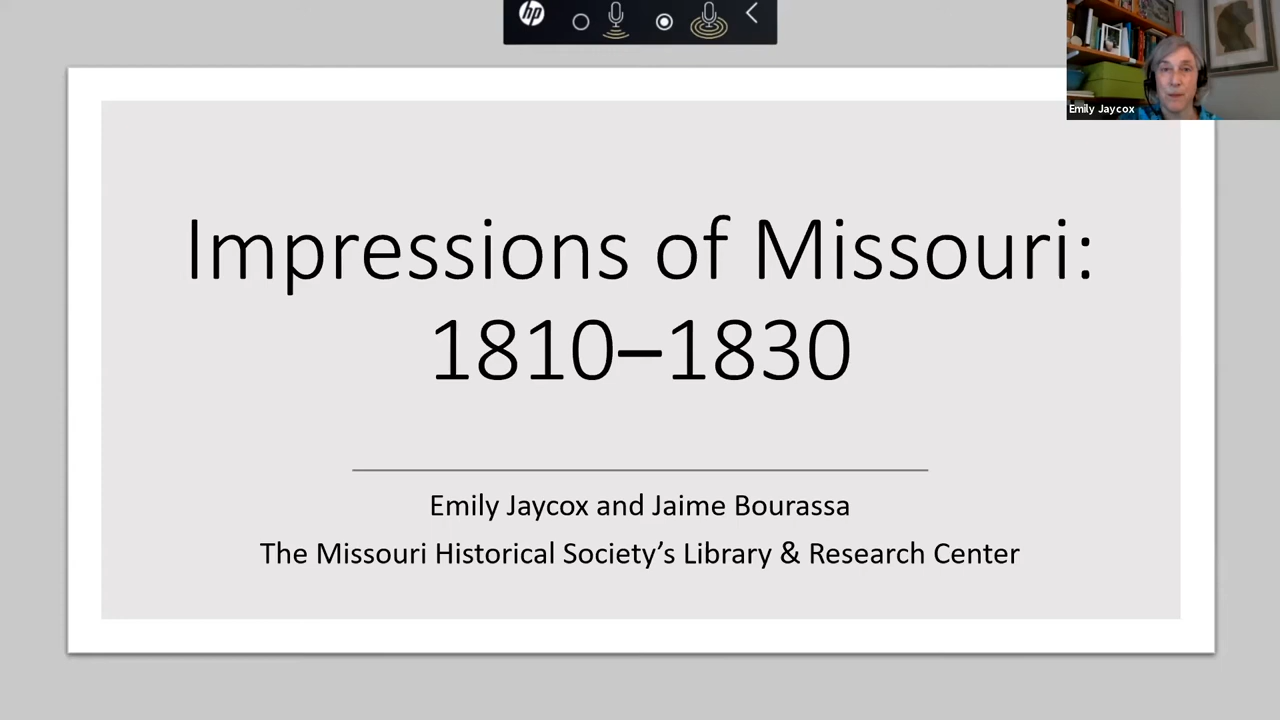 hp
Emily Jaycox
Impressions of Missouri:
1810–1830
Emily Jaycox and Jaime Bourassa
The Missouri Historical Society’s Library & Research Center